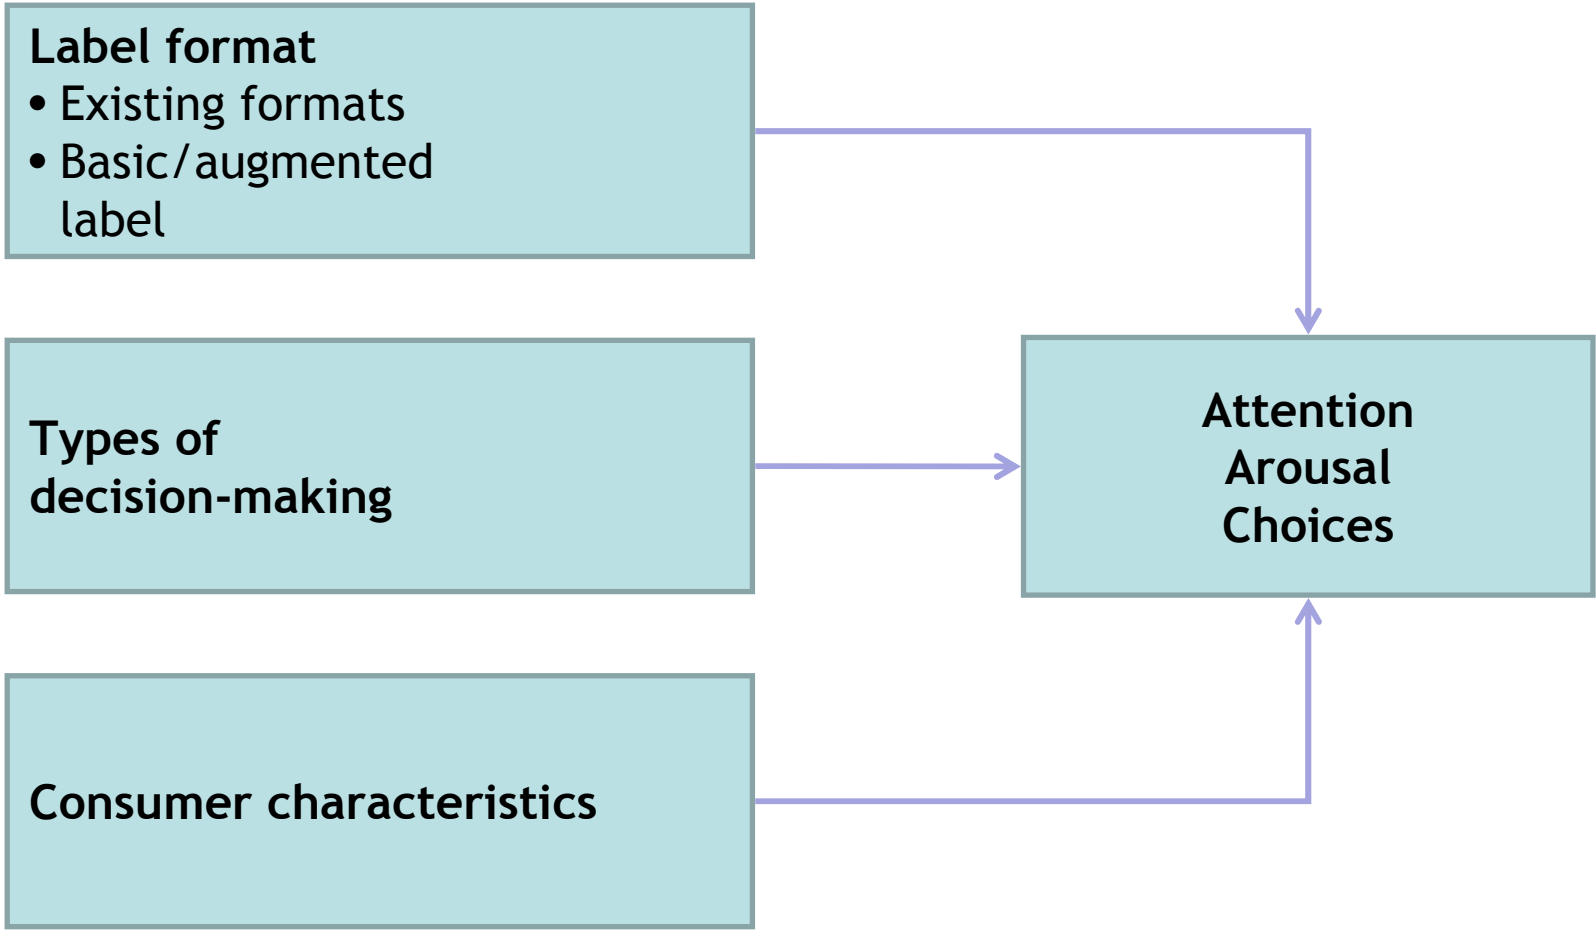 Label format
• Existing formats
• Basic/augmented
label
Types of
decision-making
Consumer characteristics
Attention
Arousal
Choices